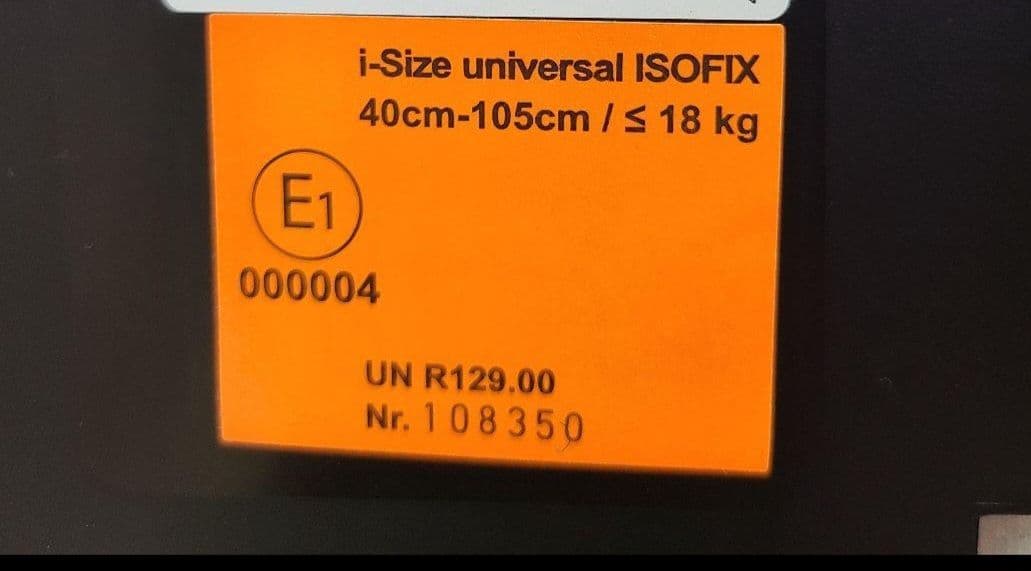 i-Size universal ISOFIX
40cm-105cm / ≤ 18 kg
E1
000004
UN R129.00
Nr. 108350